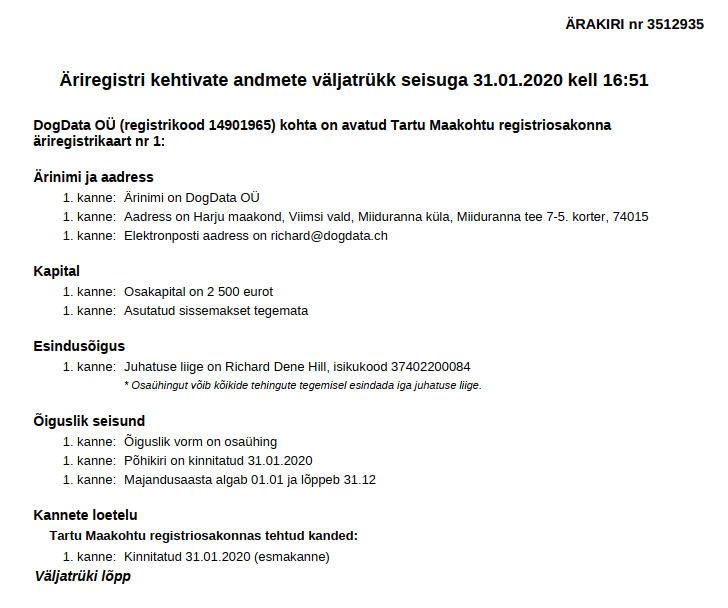 ÄRAKIRI nr 3512935
Äriregistri kehtivate andmete väljatrükk seisuga 31.01.2020 kell 16:51
DogData OÜ (registrikood 14901965) kohta on avatud Tartu Maakohtu registriosakonna
äriregistrikaart nr 1:
Ärinimi ja aadress
1. kanne: Ärinimi on DogData OÜ
1. kanne: Aadress on Harju maakond, Viimsi vald, Miiduranna küla, Miiduranna tee 7-5. korter, 74015
1. kanne: Elektronposti aadress on richard@dogdata.ch
Kapital
1. kanne: Osakapital on 2 500 eurot
1. kanne: Asutatud sissemakset tegemata
Esindusõigus
1. kanne: Juhatuse liige on Richard Dene Hill, isikukood 37402200084
* Osaühingut võib kõikide tehingute tegemisel esindada iga juhatuse liige.
Õiguslik seisund
1. kanne: Õiguslik vorm on osaühing
1. kanne: Põhikiri on kinnitatud 31.01.2020
1. kanne: Majandusaasta algab 01.01 ja lõppeb 31.12
Kannete loetelu
Tartu Maakohtu registriosakonnas tehtud kanded:
1. kanne: Kinnitatud 31.01.2020 (esmakanne)
Väljatrüki lõpp